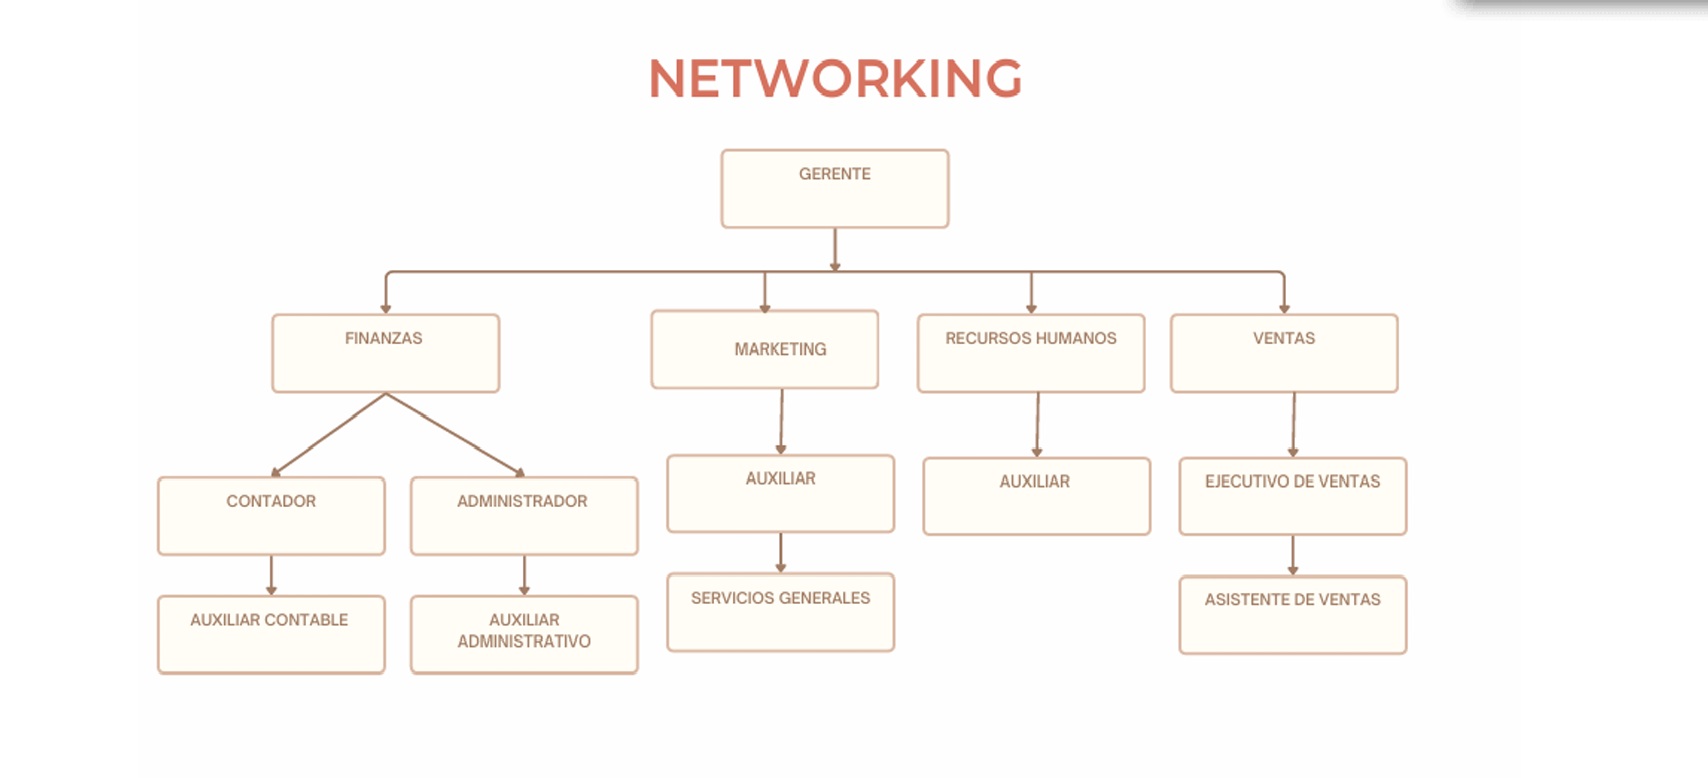 NETWORKING
GERENTE
FINANZAS
MARKETING
RECURSOS HUMANOS
VENTAS
CONTADOR
ADMINISTRADOR
AUXILIAR
AUXILIAR
EJECUTIVO DE VENTAS
AUXILIAR CONTABLE
AUXILIAR
ADMINISTRATIVO
SERVICIOS GENERALES
ASISTENTE DE VENTAS